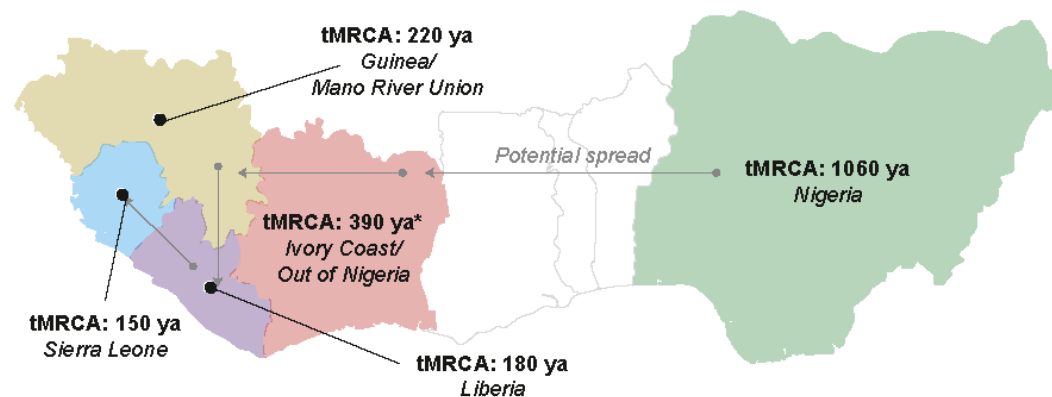 tMRCA: 220 ya
Guinea/
Mano River Union
Potential spread
tMRCA: 1060 ya
Nigeria
tMRCA: 390 ya*
Ivory Coast/
Out of Nigeria
tMRCA: 150 ya
Sierra Leone
tMRCA: 180 ya
Liberia